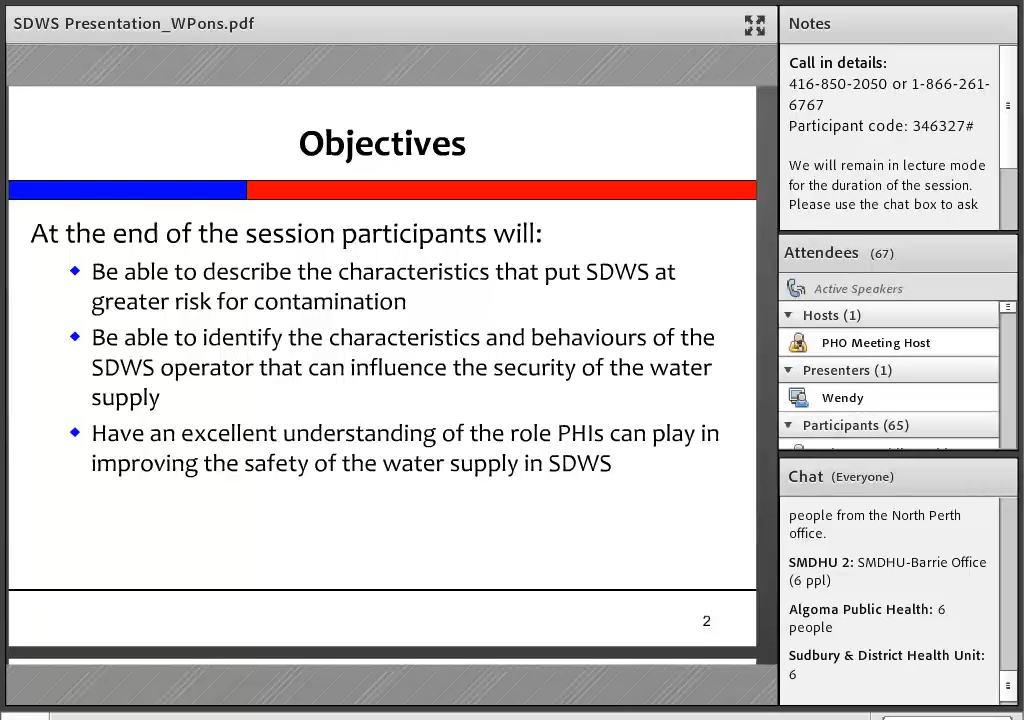 SDWS Presentation_WPons.pdf
Objectives
At the end of the session participants will:
Be able to describe the characteristics that put SDWS at
greater risk for contamination
Be able to identify the characteristics and behaviours of the
SDWS operator that can influence the security of the water
supply
Have an excellent understanding of the role PHIs can play in
improving the safety of the water supply in SDWS
2
Notes
Call in details:
416-850-2050 or 1-866-261-
6767
Participant code: 346327#
We will remain in lecture mode
for the duration of the session.
Please use the chat box to ask
Attendees (67)
Active Speakers
Hosts (1)
PHO Meeting Host
Presenters (1)
Wendy
Participants (65)
Chat (Everyone)
people from the North Perth
office.
SMDHU 2: SMDHU-Barrie Office
(6 ppl)
Algoma Public Health: 6
people
Sudbury & District Health Unit:
6